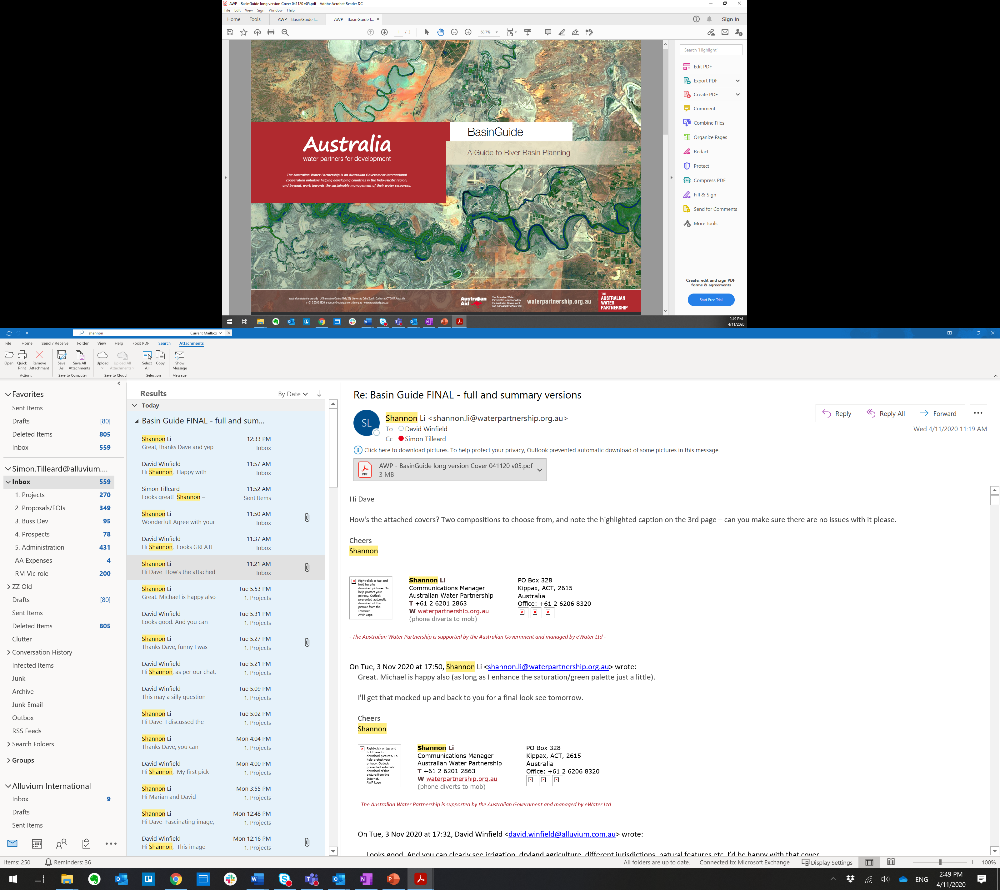 AWP - BasinGuide long version Cover 041120 v05.pdf - Adobe Acrobat Reader DC
File Edit View Sign Window Help
Home Tools AWP - BasinGuide l... AWP - BasinGuide l... ×
Sign In
1 / 3 68.7%
Search 'Highlight'
Edit PDF
Export PDF
Create PDF
Comment
Combine Files
Organize Pages
Redact
Protect
Compress PDF
Fill & Sign
Send for Comments
More Tools
Create, edit and sign PDF
forms & agreements
Start Free Trial
BasinGuide
A Guide to River Basin Planning
Australia
water partners for development
The Australian Water Partnership is an Australian Government international
cooperation initiative helping developing countries in the Indo-Pacific region,
and beyond, work towards the sustainable management of their water resources.
Australian Water Partnership UC Innovation Centre (Bldg 22), University Drive South, Canberra ACT 2617, Australia
T +61 2 6206 8320 E contact@waterpartnership.org.au waterpartnership.org.au
Australian
Aid
The Australian Water
Partnership is supported by
the Australian Government
and managed by eWater Ltd
waterpartnership.org.au
THE
AUSTRALIAN
WATER
PARTNERSHIP
2:49 PM
4/11/2020
shannon Current Mailbox
File Home Send / Receive Folder View Help Foxit PDF Search Attachments
Open
Quick Print
Remove Attachment
Save As
Save All Attachments
Upload
Upload All Attachments
Select All
Copy
Show Message
Actions Save to Computer Save to Cloud Selection Message
Favorites
Sent Items
Drafts [80]
Deleted Items 805
Inbox 559
Simon.Tilleard@alluvium....
Inbox 559
1. Projects 270
2. Proposals/EOIs 349
3. Buss Dev 95
4. Prospects 78
5. Administration 431
AA Expenses 4
RM Vic role 200
ZZ Old
Drafts [80]
Sent Items
Deleted Items 805
Clutter
Conversation History
Infected Items
Junk
Archive
Junk Email
Outbox
RSS Feeds
Search Folders
Groups
Alluvium International
Inbox 9
Drafts
Sent Items
Results By Date
Today
Basin Guide FINAL - full and sum...
Shannon Li 12:33 PM
Great, thanks Dave and yep Inbox
David Winfield 11:57 AM
Hi Shannon, Happy with Inbox
Simon Tilleard 11:52 AM
Looks great! Shannon – Sent Items
Shannon Li 11:50 AM
Wonderful! Agree with your Inbox
David Winfield 11:37 AM
Hi Shannon, Looks GREAT! Inbox
Shannon Li 11:21 AM
Hi Dave How's the attached Inbox
Shannon Li Tue 5:53 PM
Great. Michael is happy also 1. Projects
David Winfield Tue 5:31 PM
Looks good. And you can 1. Projects
Shannon Li Tue 5:27 PM
Thanks Dave, funny I was 1. Projects
David Winfield Tue 5:21 PM
Hi Shannon, as per our chat, 1. Projects
David Winfield Tue 5:09 PM
This may a silly question – 1. Projects
Shannon Li Tue 5:02 PM
Hi Dave I discussed the 1. Projects
Shannon Li Mon 4:04 PM
Thanks Dave, you can 1. Projects
David Winfield Mon 4:00 PM
Hi Shannon, My first pick 1. Projects
Shannon Li Mon 3:55 PM
Hi Marian and David 1. Projects
Shannon Li Mon 12:48 PM
Hi Dave Fascinating image, 1. Projects
David Winfield Mon 12:16 PM
Hi Shannon, This image 1. Projects
Re: Basin Guide FINAL - full and summary versions
SL
Shannon Li <shannon.li@waterpartnership.org.au>
To David Winfield
Cc Simon Tilleard
Reply Reply All Forward
Wed 4/11/2020 11:19 AM
Click here to download pictures. To help protect your privacy, Outlook prevented automatic download of some pictures in this message.
PDF
AWP - BasinGuide long version Cover 041120 v05.pdf
3 MB
Hi Dave
How's the attached covers? Two compositions to choose from, and note the highlighted caption on the 3rd page – can you make sure there are no issues with it please.
Cheers
Shannon
Right-click or tap and
hold here to
download pictures. To
help protect your
privacy, Outlook
prevented automatic
download of this
picture from the
Internet.
AWP Logo
Shannon Li
Communications Manager
Australian Water Partnership
T +61 2 6201 2863
W waterpartnership.org.au
(phone diverts to mob)
PO Box 328
Kippax, ACT, 2615
Australia
Office: +61 2 6206 8320
- The Australian Water Partnership is supported by the Australian Government and managed by eWater Ltd -
On Tue, 3 Nov 2020 at 17:50, Shannon Li <shannon.li@waterpartnership.org.au> wrote:
Great. Michael is happy also (as long as I enhance the saturation/green palette just a little).
I'll get that mocked up and back to you for a final look see tomorrow.
Cheers
Shannon
Right-click or tap and
hold here to
download pictures. To
help protect your
privacy, Outlook
prevented automatic
download of this
picture from the
Internet.
AWP Logo
Shannon Li
Communications Manager
Australian Water Partnership
T +61 2 6201 2863
W waterpartnership.org.au
(phone diverts to mob)
PO Box 328
Kippax, ACT, 2615
Australia
Office: +61 2 6206 8320
- The Australian Water Partnership is supported by the Australian Government and managed by eWater Ltd -
On Tue, 3 Nov 2020 at 17:32, David Winfield <david.winfield@alluvium.com.au> wrote:
Looks good. And you can clearly see irrigation, dryland agriculture, different jurisdictions, natural features etc. I'd be happy with that cover
Items: 250 Reminders: 36
All folders are up to date. Connected to: Microsoft Exchange Display Settings 100%
ENG
2:49 PM
4/11/2020